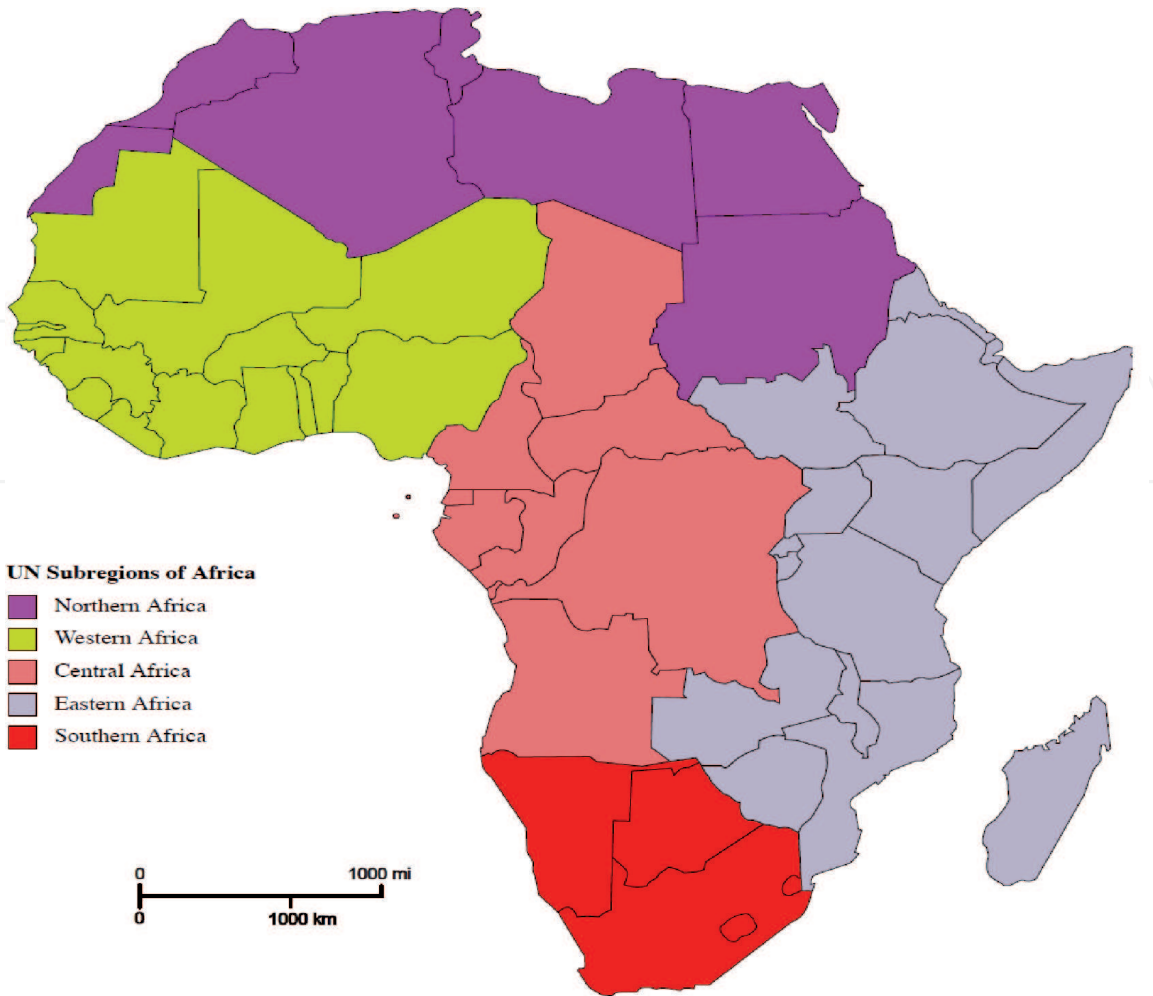 UN Subregions of Africa
Northern Africa
Western Africa
Central Africa
Eastern Africa
Southern Africa
0 1000 mi
0 1000 km